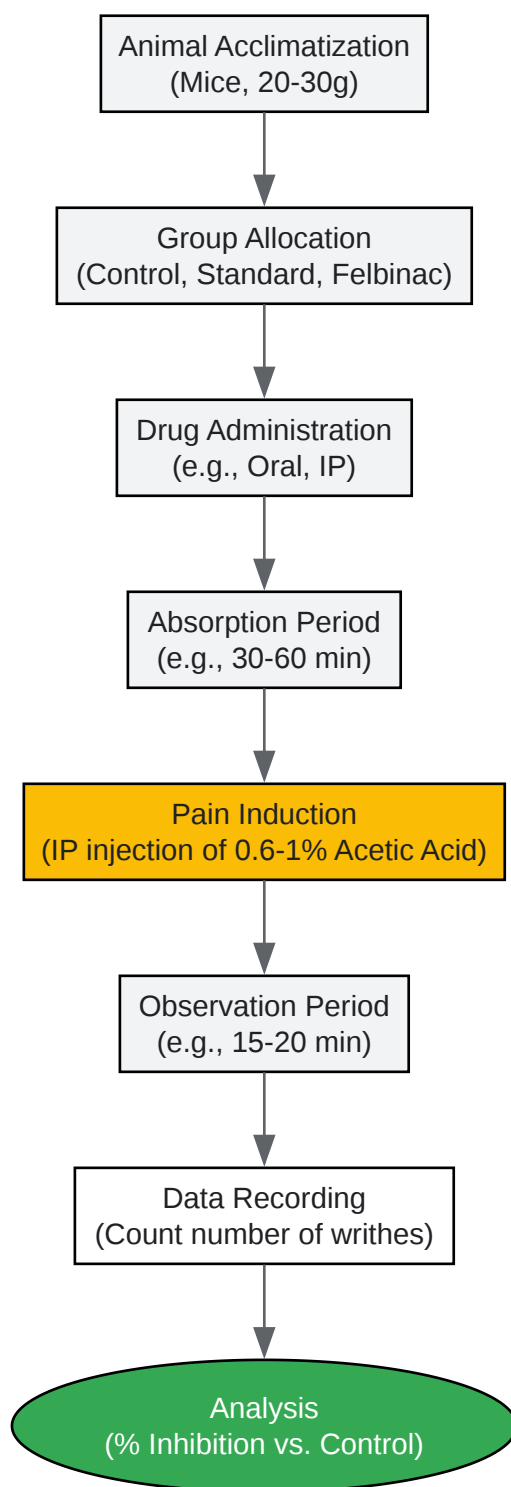 Animal Acclimatization
(Mice, 20-30g)
Group Allocation
(Control, Standard, Felbinac)
Drug Administration
(e.g., Oral, IP)
Absorption Period
(e.g., 30-60 min)
Pain Induction
(IP injection of 0.6-1% Acetic Acid)
Observation Period
(e.g., 15-20 min)
Data Recording
(Count number of writhes)
Analysis
(% Inhibition vs. Control)